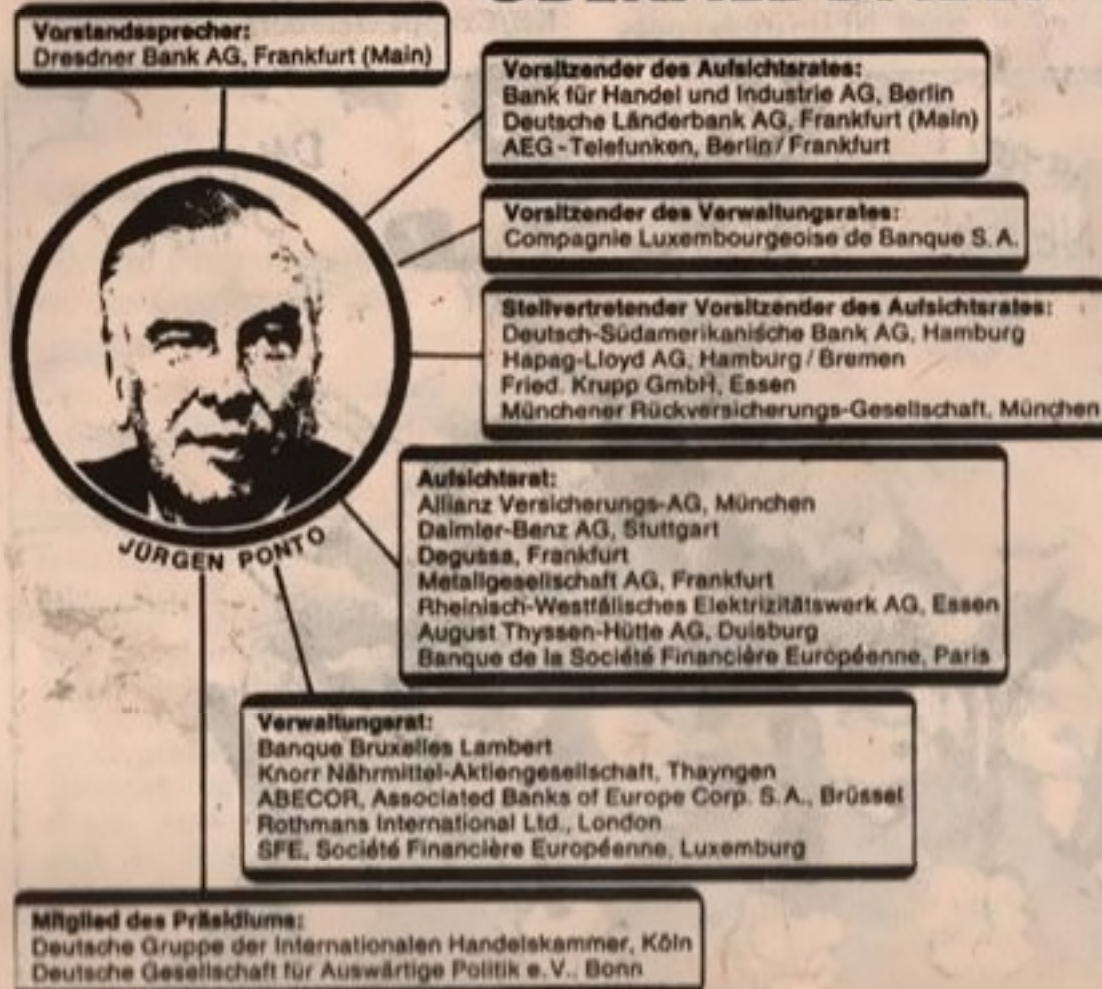 Vorstandssprecher:
Dresdner Bank AG, Frankfurt (Main)
Vorsitzender des Aufsichtsrates:
Bank für Handel und Industrie AG, Berlin
Deutsche Länderbank AG, Frankfurt (Main)
AEG-Telefunken, Berlin / Frankfurt
Vorsitzender des Verwaltungsrates:
Compagnie Luxembourgeoise de Banque S.A.
Stellvertretender Vorsitzender des Aufsichtsrates:
Deutsch-Südamerikanische Bank AG, Hamburg
Hapag-Lloyd AG, Hamburg / Bremen
Fried. Krupp GmbH, Essen
Münchener Rückversicherungs-Gesellschaft, München
JÜRGEN PONTO
Aufsichtsrat:
Allianz Versicherungs-AG, München
Daimler-Benz AG, Stuttgart
Degussa, Frankfurt
Metallgesellschaft AG, Frankfurt
Rheinisch-Westfälisches Elektrizitätswerk AG, Essen
August Thyssen-Hütte AG, Duisburg
Banque de la Société Financière Européenne, Paris
Verwaltungsrat:
Banque Bruxelles Lambert
Knorr Nährmittel-Aktiengesellschaft, Thayngen
ABECOR, Associated Banks of Europe Corp. S.A., Brüssel
Rothmans International Ltd., London
SFE, Société Financière Européenne, Luxemburg
Mitglied des Präsidiums:
Deutsche Gruppe der Internationalen Handelskammer, Köln
Deutsche Gesellschaft für Auswärtige Politik e.V., Bonn